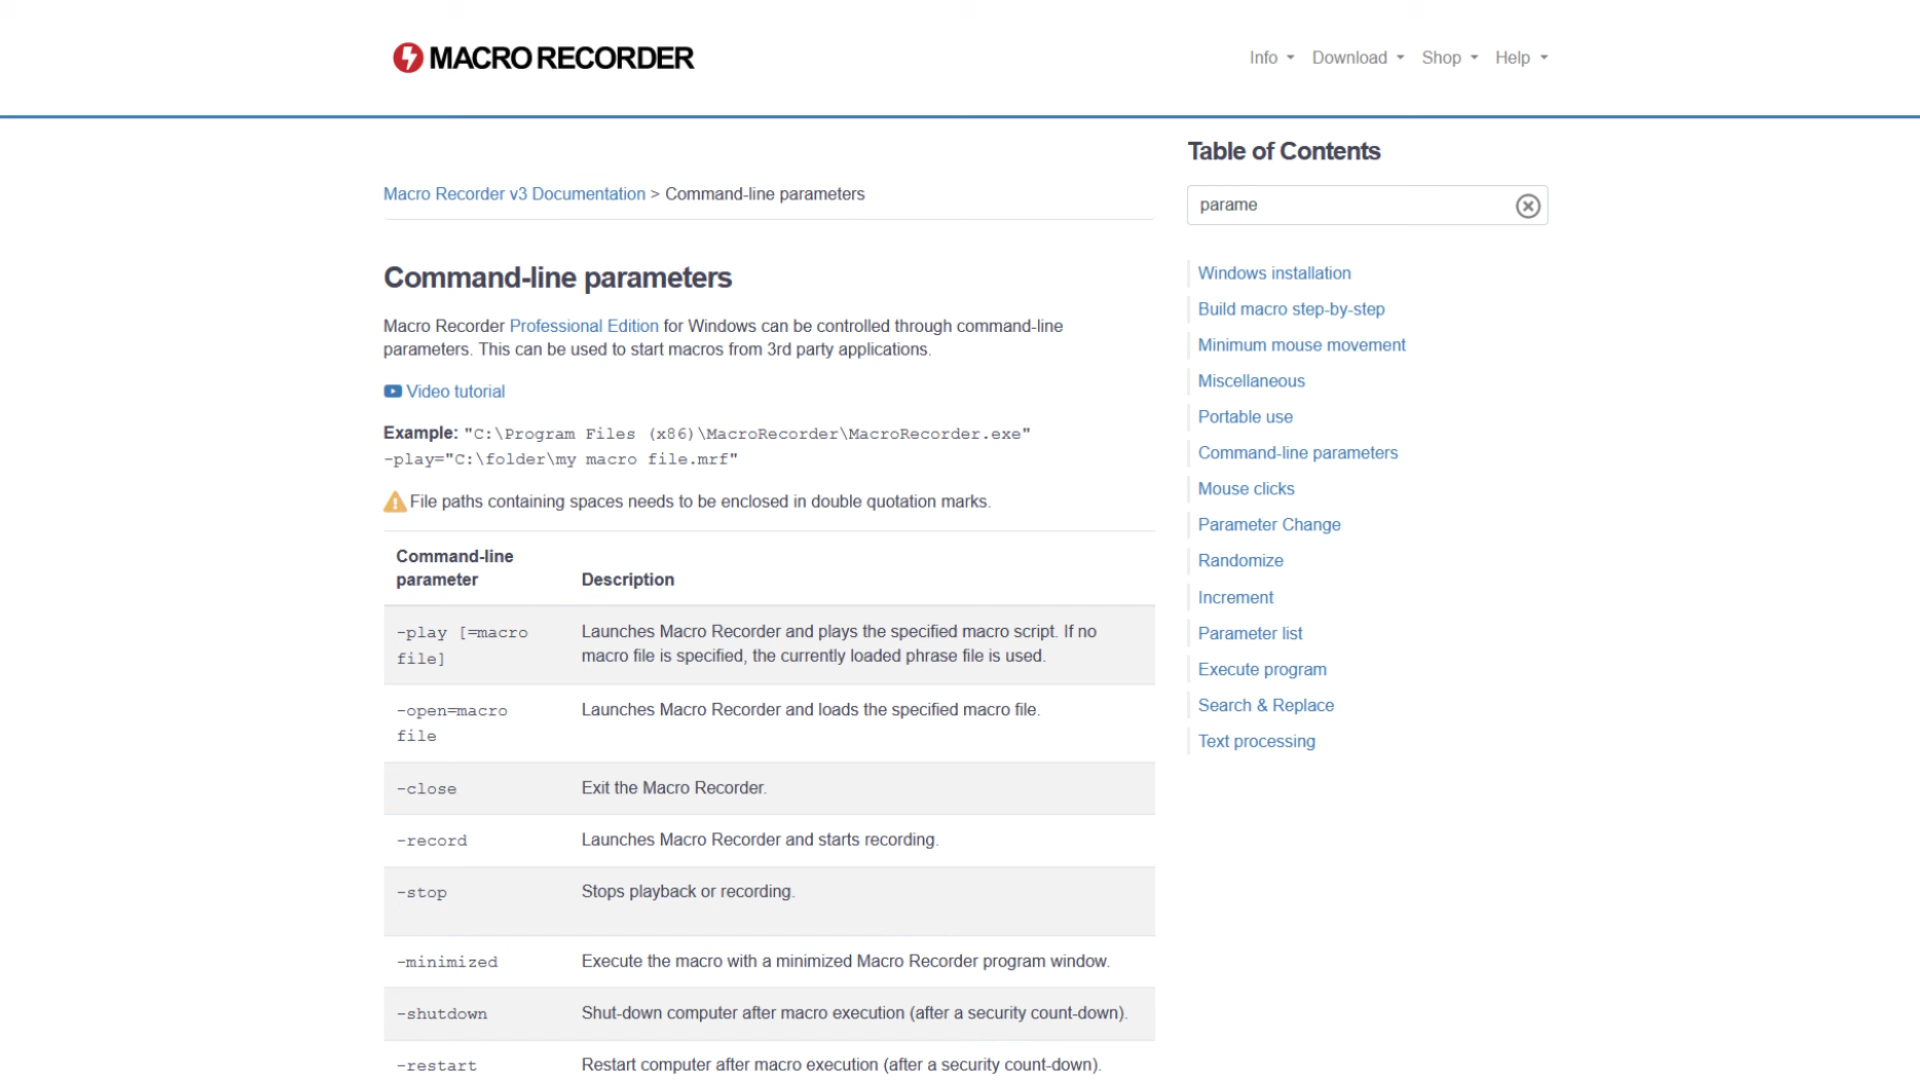 MACRO RECORDER
Info Download Shop Help
Macro Recorder v3 Documentation > Command-line parameters
Command-line parameters
Macro Recorder Professional Edition for Windows can be controlled through command-line
parameters. This can be used to start macros from 3rd party applications.
Video tutorial
Example: "C:\Program Files (x86)\MacroRecorder\MacroRecorder.exe"
-play="C:\folder\my macro file.mrf"
File paths containing spaces needs to be enclosed in double quotation marks.
Command-line
parameter
Description
-play [=macro
file]
Launches Macro Recorder and plays the specified macro script. If no
macro file is specified, the currently loaded phrase file is used.
-open=macro
file
Launches Macro Recorder and loads the specified macro file.
-close
Exit the Macro Recorder.
-record
Launches Macro Recorder and starts recording.
-stop
Stops playback or recording.
-minimized
Execute the macro with a minimized Macro Recorder program window.
-shutdown
Shut-down computer after macro execution (after a security count-down).
-restart
Restart computer after macro execution (after a security count-down).
Table of Contents
parame
Windows installation
Build macro step-by-step
Minimum mouse movement
Miscellaneous
Portable use
Command-line parameters
Mouse clicks
Parameter Change
Randomize
Increment
Parameter list
Execute program
Search & Replace
Text processing